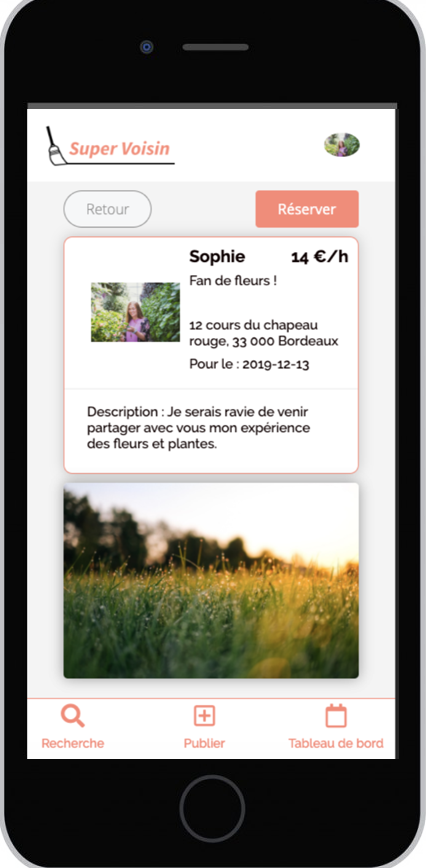 Super Voisin
Retour
Réserver
Sophie 14 €/h
Fan de fleurs !
12 cours du chapeau
rouge, 33 000 Bordeaux
Pour le : 2019-12-13
Description : Je serais ravie de venir
partager avec vous mon expérience
des fleurs et plantes.
Recherche
Publier
Tableau de bord